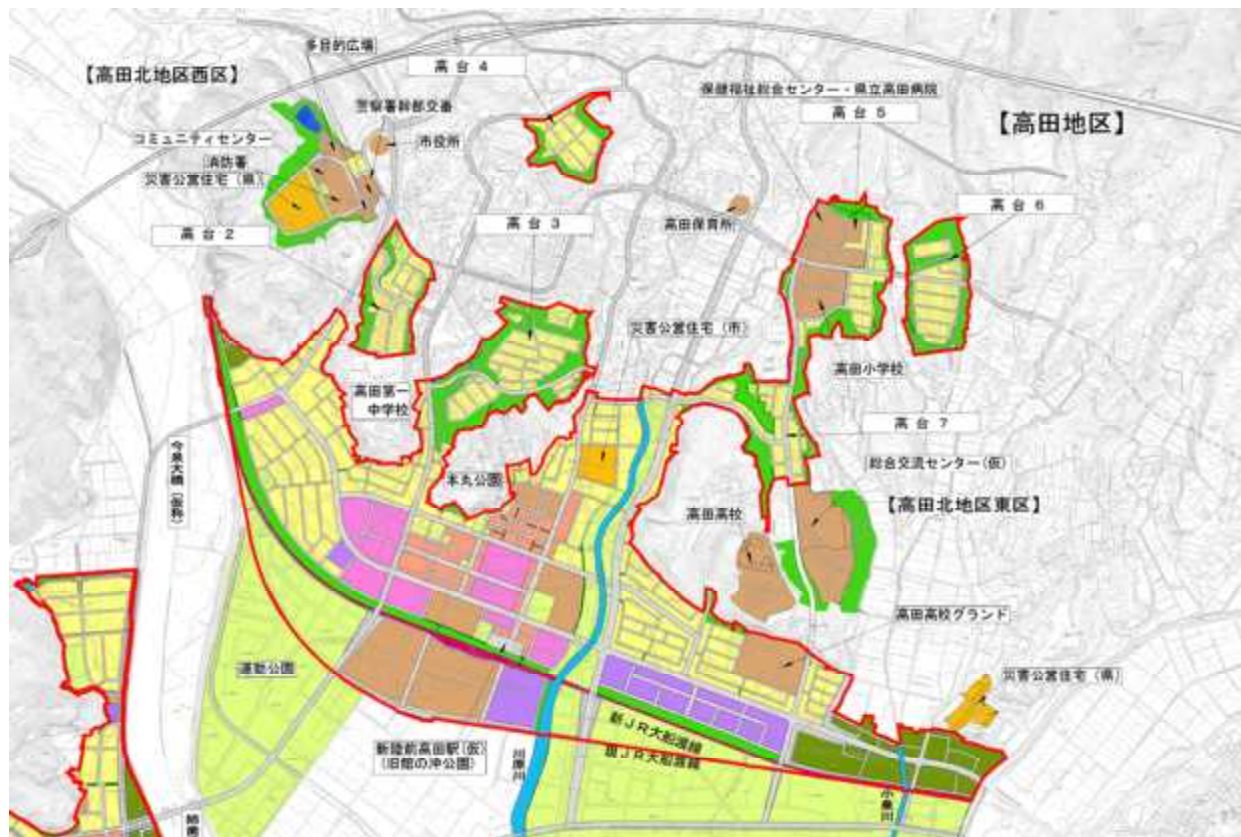 多目的広場
高台4
【高田北地区西区】
保健福祉総合センター・県立高田病院
警察署幹部交番
高台5
【高田地区】
コミュニティセンター
市役所
消防署
災害公営住宅(県)
高台6
高台3
高田保育所
高台2
災害公営住宅(市)
高田小学校
高田第一
中学校
高台7
今泉大橋(仮称)
総合交流センター(仮)
本丸公園
【高田北地区東区】
高田高校
高田高校グランド
運動公園
災害公営住宅(県)
新JR大船渡線
現JR大船渡線
新陸前高田駅(仮)
(旧館の沖公園)
川原川
小泉川